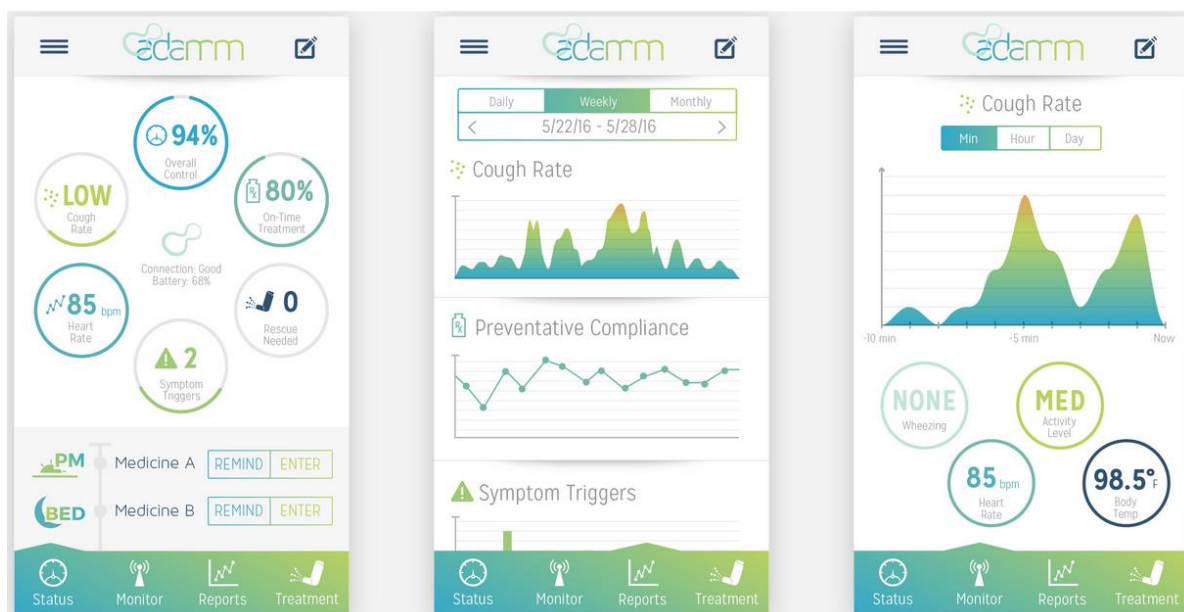 adamm
94%
Overall
Control
LOW
Cough
Rate
80%
On-Time
Treatment
Connection: Good
Battery: 68%
85 bpm
Heart
Rate
0
Rescue
Needed
2
Symptom
Triggers
PM Medicine A REMIND ENTER
BED Medicine B REMIND ENTER
Status Monitor Reports Treatment
adamm
Daily Weekly Monthly
< 5/22/16 - 5/28/16 >
Cough Rate
Rx Preventative Compliance
Symptom Triggers
Status Monitor Reports Treatment
adamm
Cough Rate
Min Hour Day
-10 min -5 min Now
NONE
Wheezing
MED
Activity
Level
85 bpm
Heart
Rate
98.5°F
Body
Temp
Status Monitor Reports Treatment